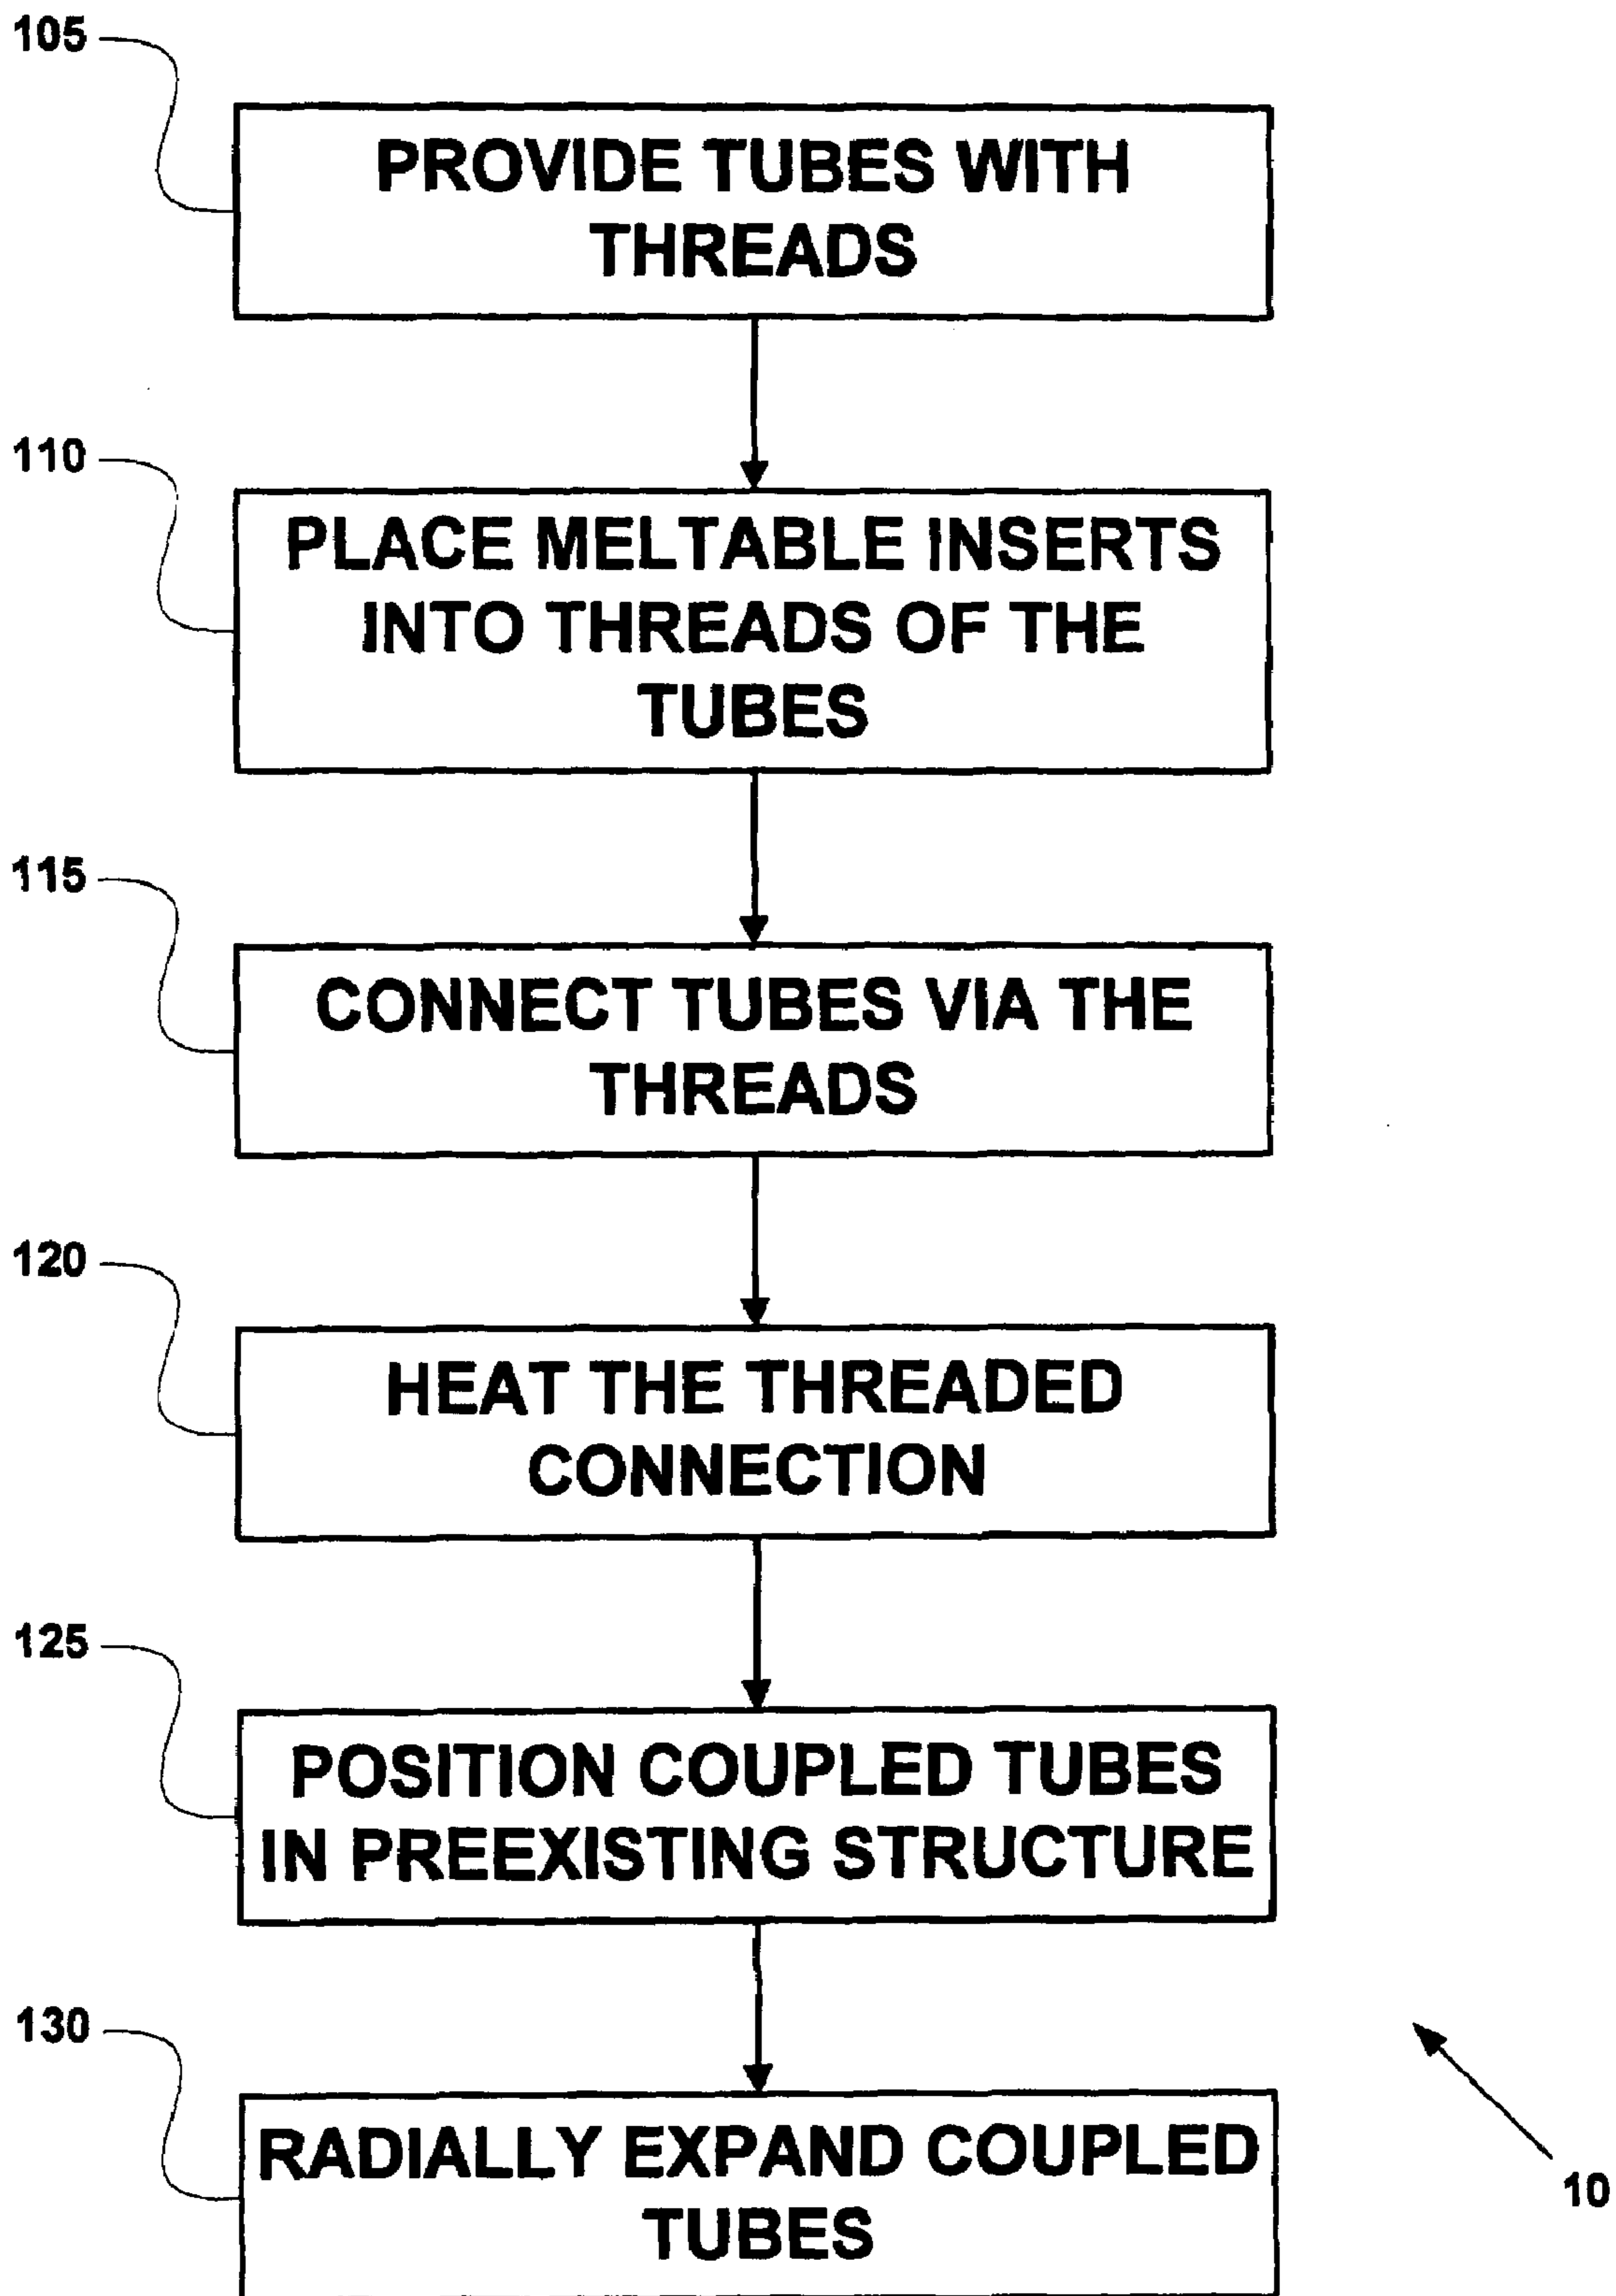 105
PROVIDE TUBES WITH
THREADS
110
PLACE MELTABLE INSERTS
INTO THREADS OF THE
TUBES
115
CONNECT TUBES VIA THE
THREADS
120
HEAT THE THREADED
CONNECTION
125
POSITION COUPLED TUBES
IN PREEXISTING STRUCTURE
130
RADIALLY EXPAND COUPLED
TUBES
10